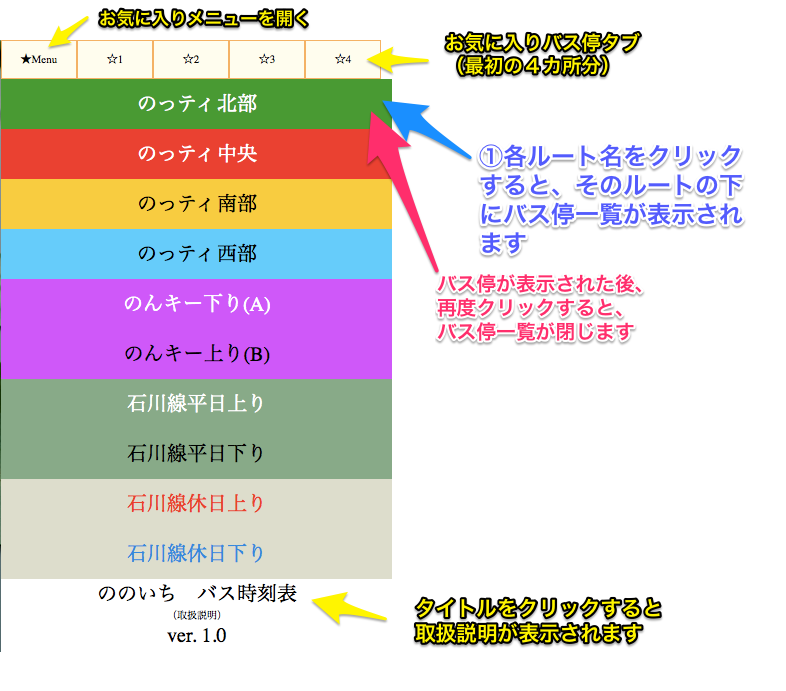 お気に入りメニューを開く
★Menu
☆1
☆2
☆3
☆4
お気に入りバス停タブ
（最初の４カ所分）
のっティ北部
のっティ中央
のっティ南部
のっティ西部
のんキー下り(A)
のんキー上り(B)
石川線平日上り
石川線平日下り
石川線休日上り
石川線休日下り
ののいち　バス時刻表
（取扱説明）
ver. 1.0
①各ルート名をクリック
すると、そのルートの下
にバス停一覧が表示され
ます
バス停が表示された後、
再度クリックすると、
バス停一覧が閉じます
タイトルをクリックすると
取扱説明が表示されます